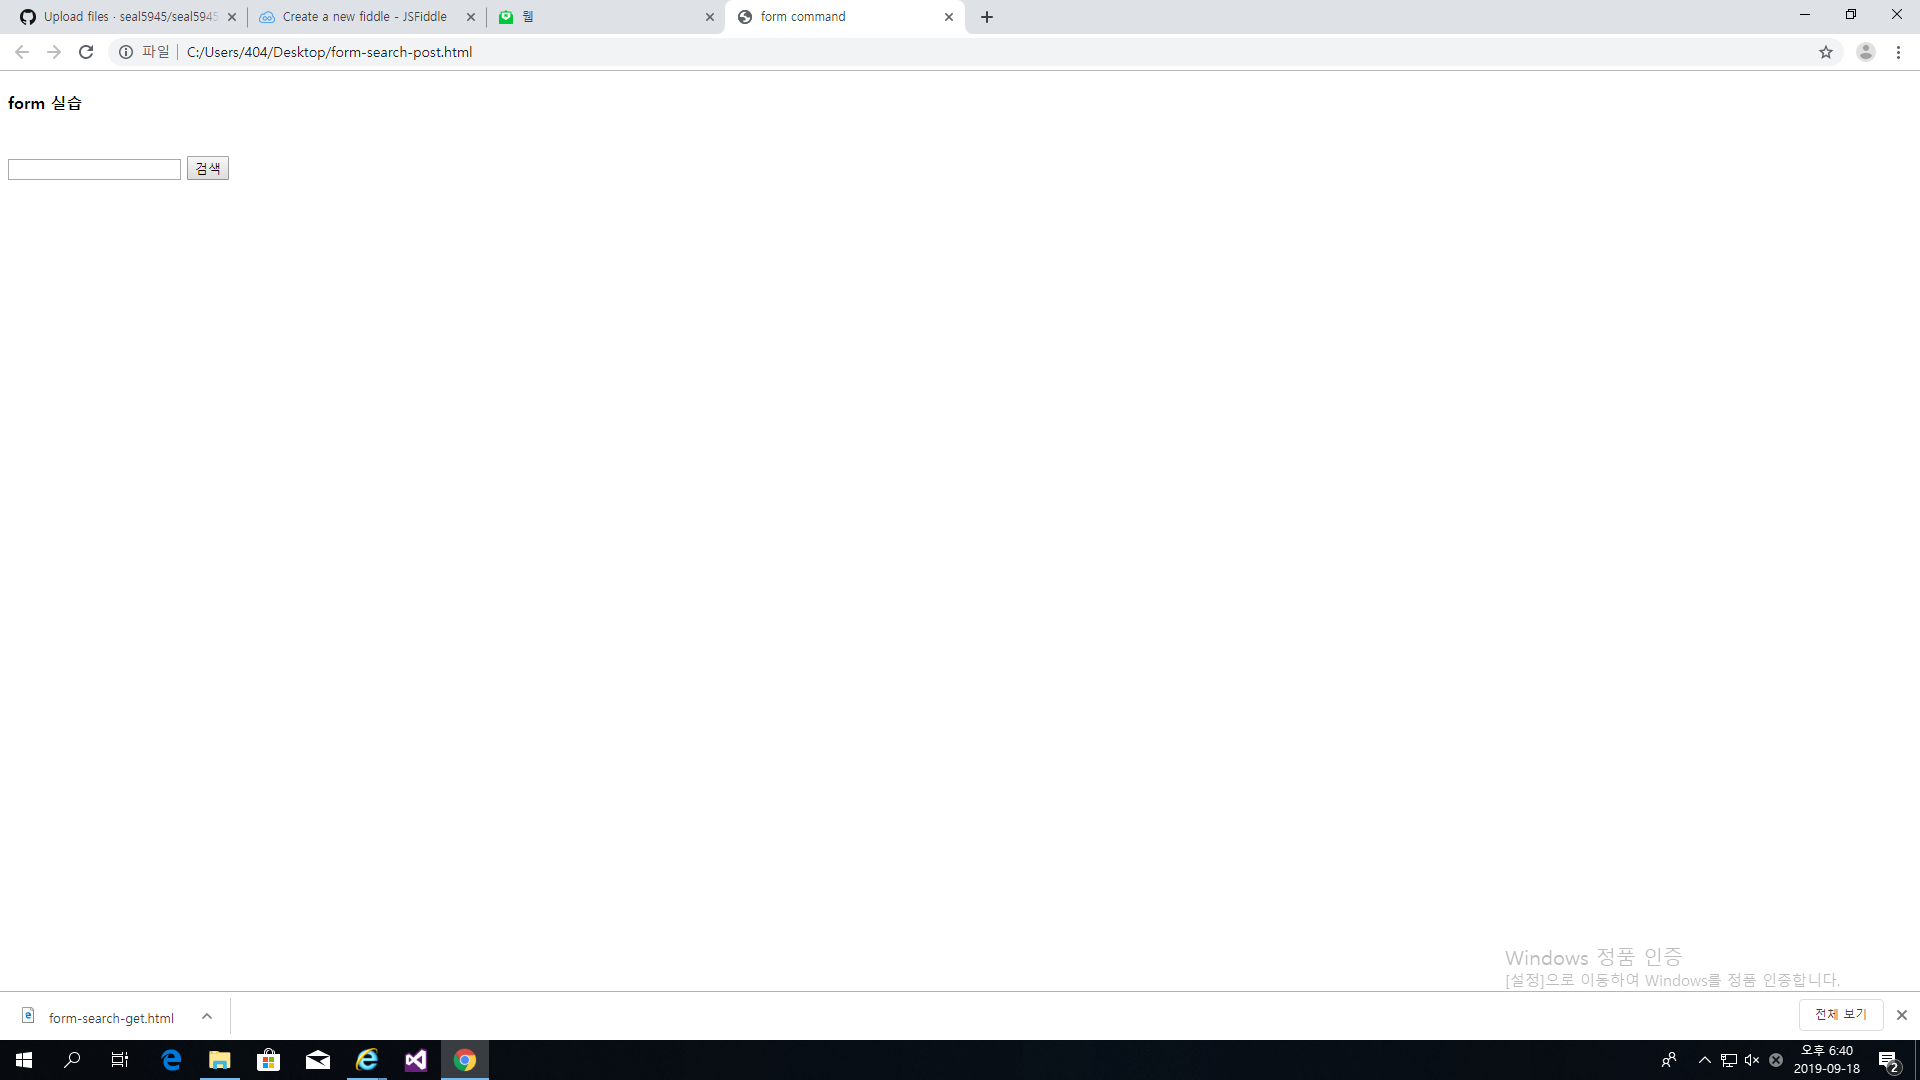 Upload files · seal5945/seal5945
Create a new fiddle - JSFiddle
웹
form command
파일
C:/Users/404/Desktop/form-search-post.html
form 실습
검색
Windows 정품 인증
[설정]으로 이동하여 Windows를 정품 인증합니다.
form-search-get.html
전체 보기
오후 6:40
2019-09-18
2